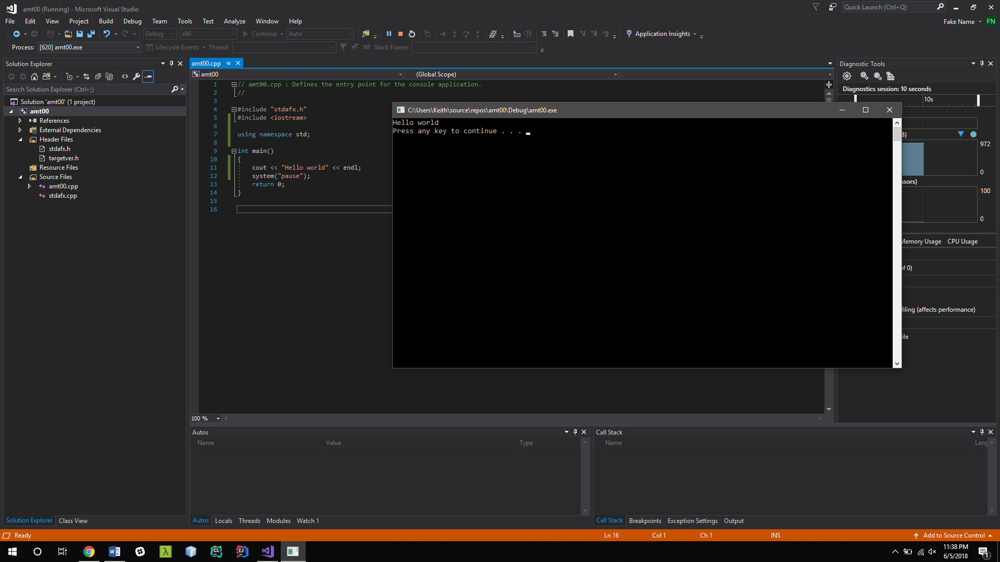 amt00 (Running) - Microsoft Visual Studio
Quick Launch (Ctrl+Q)
File Edit View Project Build Debug Team Tools Test Analyze Window Help
Fake Name FN
Debug x86 Continue Auto Application Insights
Process: [620] amt00.exe Lifecycle Events Thread: Stack Frame:
Solution Explorer
Search Solution Explorer (Ctrl+;)
Solution 'amt00' (1 project)
amt00
References
External Dependencies
Header Files
stdafx.h
targetver.h
Resource Files
Source Files
amt00.cpp
stdafx.cpp
Solution Explorer Class View
amt00.cpp
amt00 (Global Scope)
1 // amt00.cpp : Defines the entry point for the console application.
2 //
3
4 #include "stdafx.h"
5 #include <iostream>
6
7 using namespace std;
8
9 int main()
10 {
11 cout << "Hello world" << endl;
12 system("pause");
13 return 0;
14 }
15
16
100 %
C:\Users\Keith\source\repos\amt00\Debug\amt00.exe
Hello world
Press any key to continue . . .
Diagnostic Tools
Diagnostics session: 10 seconds
10s
972
0
100
0
Memory Usage CPU Usage
of 0)
(affects performance)
Autos
Name Value Type
Autos Locals Threads Modules Watch 1
Call Stack
Name Lang
Call Stack Breakpoints Exception Settings Output
Ready Ln 16 Col 1 Ch 1 INS Add to Source Control
11:38 PM
6/5/2018
1